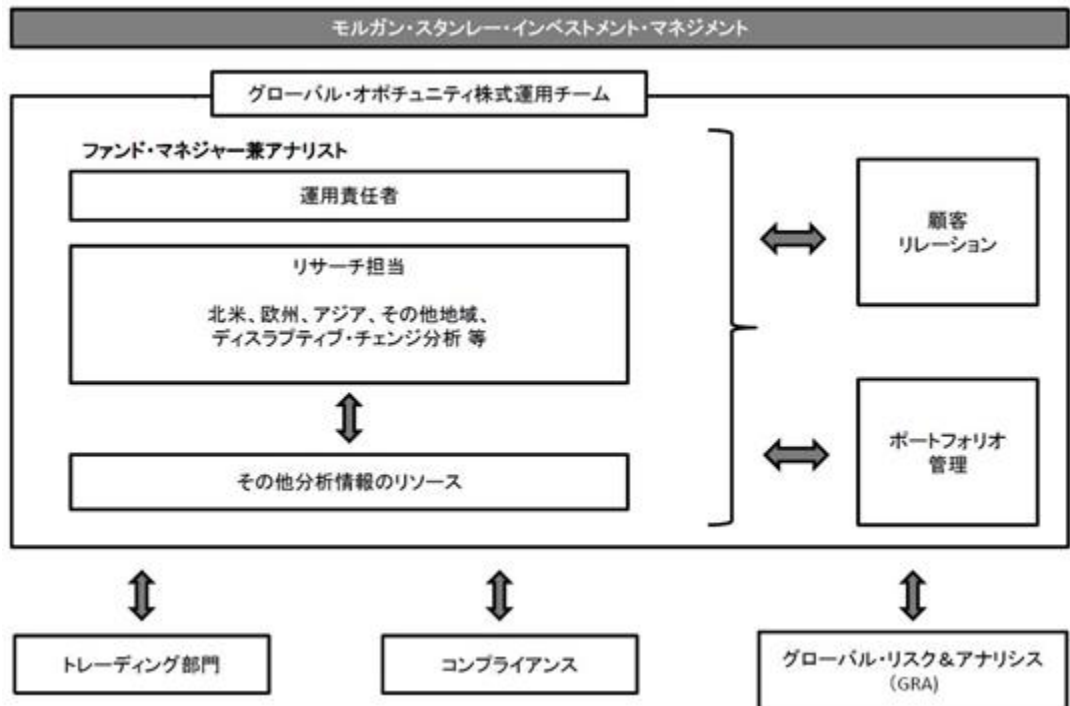 モルガン・スタンレー・インベストメント・マネジメント
グローバル・オポチュニティ株式運用チーム
ファンド・マネジャー兼アナリスト
運用責任者
リサーチ担当
北米、欧州、アジア、その他地域、
ディスラプティブ・チェンジ分析 等
その他分析情報のリソース
顧客
リレーション
ポートフォリオ
管理
トレーディング部門
コンプライアンス
グローバル・リスク＆アナリシス
（GRA)